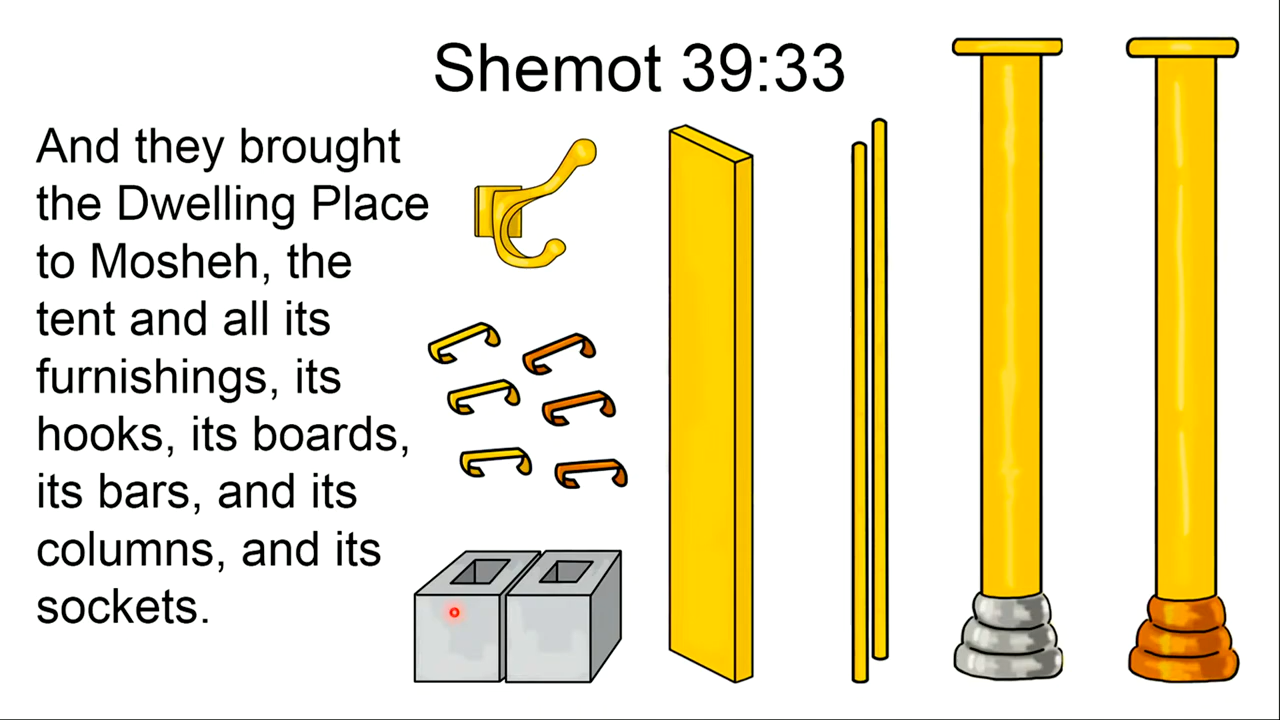 Shemot 39:33
And they brought
the Dwelling Place
to Mosheh, the
tent and all its
furnishings, its
hooks, its boards,
its bars, and its
columns, and its
sockets.